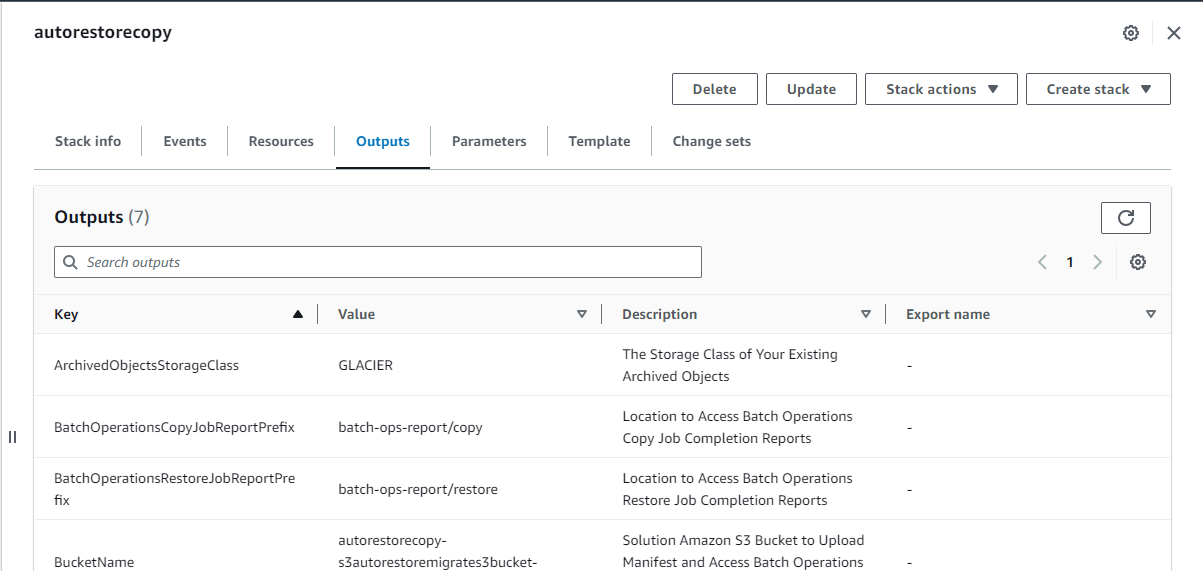 autorestorecopy
Delete
Update
Stack actions
Create stack
Stack info
Events
Resources
Outputs
Parameters
Template
Change sets
Outputs (7)
Search outputs
1
Key
Value
Description
Export name
ArchivedObjectsStorageClass
GLACIER
The Storage Class of Your Existing
Archived Objects
-
BatchOperationsCopyJobReportPrefix
batch-ops-report/copy
Location to Access Batch Operations
Copy Job Completion Reports
-
BatchOperationsRestoreJobReportPre
fix
batch-ops-report/restore
Location to Access Batch Operations
Restore Job Completion Reports
-
BucketName
autorestorecopy-
s3autorestoremigrates3bucket-
Solution Amazon S3 Bucket to Upload
Manifest and Access Batch Operations
-